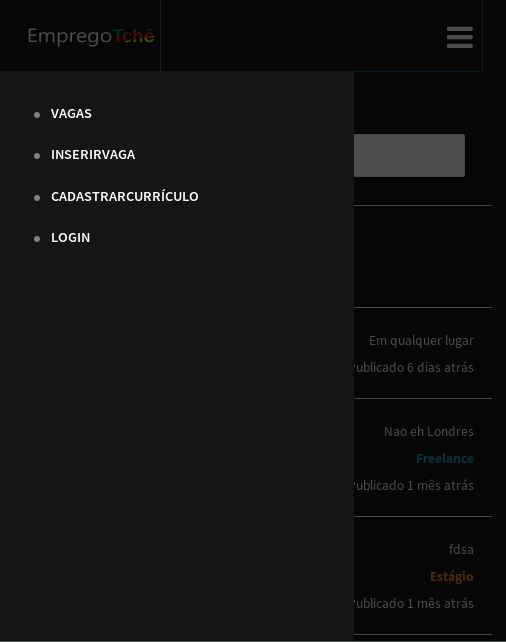 EmpregoTchê
VAGAS
INSERIRVAGA
CADASTRARCURRÍCULO
LOGIN
Em qualquer lugar
Publicado 6 dias atrás
Nao eh Londres
Freelance
Publicado 1 mês atrás
fdsa
Estágio
Publicado 1 mês atrás